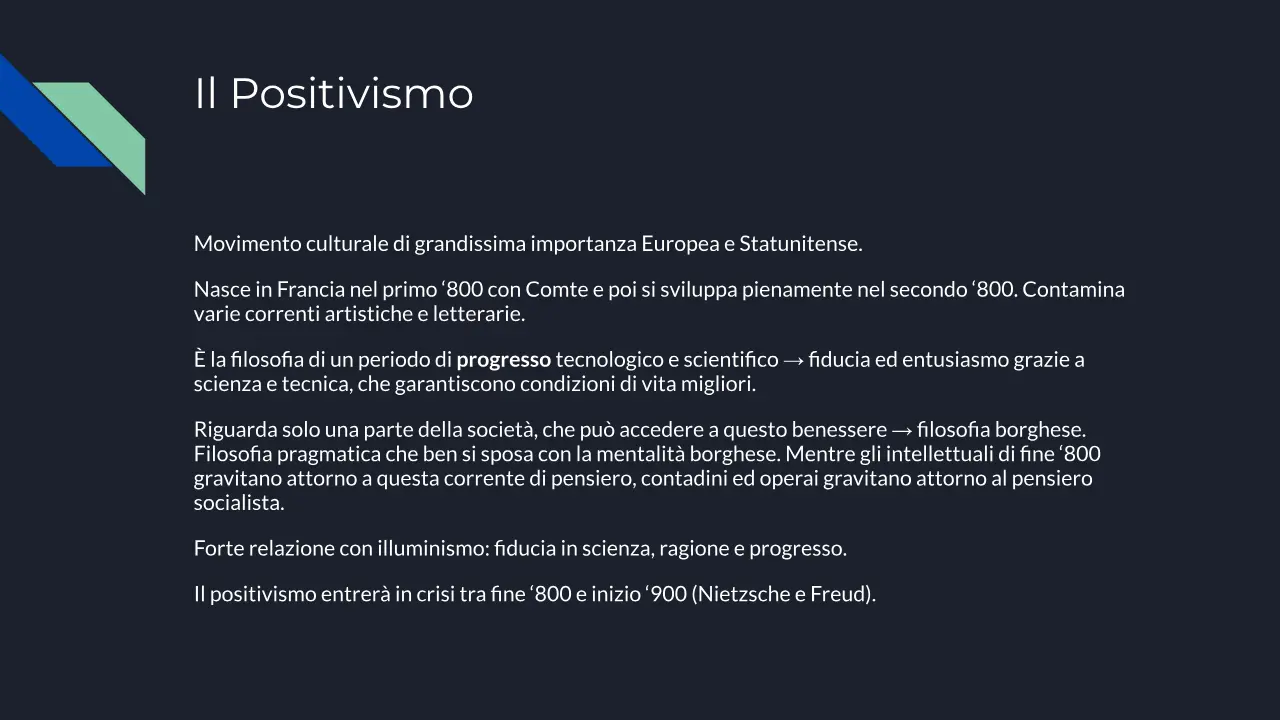 Il Positivismo
Movimento culturale di grandissima importanza Europea e Statunitense.
Nasce in Francia nel primo ‘800 con Comte e poi si sviluppa pienamente nel secondo ‘800. Contamina
varie correnti artistiche e letterarie.
È la filosofia di un periodo di progresso tecnologico e scientifico → fiducia ed entusiasmo grazie a
scienza e tecnica, che garantiscono condizioni di vita migliori.
Riguarda solo una parte della società, che può accedere a questo benessere → filosofia borghese.
Filosofia pragmatica che ben si sposa con la mentalità borghese. Mentre gli intellettuali di fine ‘800
gravitano attorno a questa corrente di pensiero, contadini ed operai gravitano attorno al pensiero
socialista.
Forte relazione con illuminismo: fiducia in scienza, ragione e progresso.
Il positivismo entrerà in crisi tra fine ‘800 e inizio ‘900 (Nietzsche e Freud).